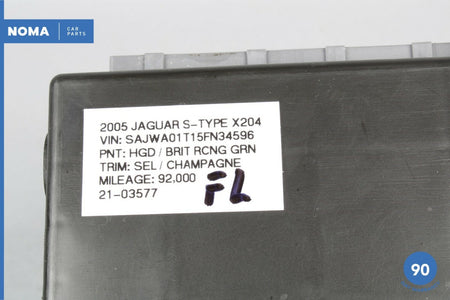 NOMA CAR PARTS
2005 JAGUAR S-TYPE X204
VIN: SAJWA01T15FN34596
PNT: HGD / BRIT RCNG GRN
TRIM: SEL / CHAMPAGNE
MILEAGE: 92,000
21-03577
FL
90